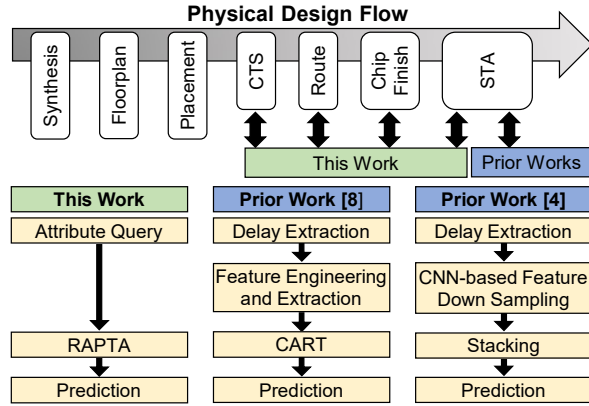 Physical Design Flow
Synthesis
Floorplan
Placement
CTS
Route
Chip
Finish
STA
This Work
Prior Works
This Work
Attribute Query
RAPTA
Prediction
Prior Work [8]
Delay Extraction
Feature Engineering
and Extraction
CART
Prediction
Prior Work [4]
Delay Extraction
CNN-based Feature
Down Sampling
Stacking
Prediction